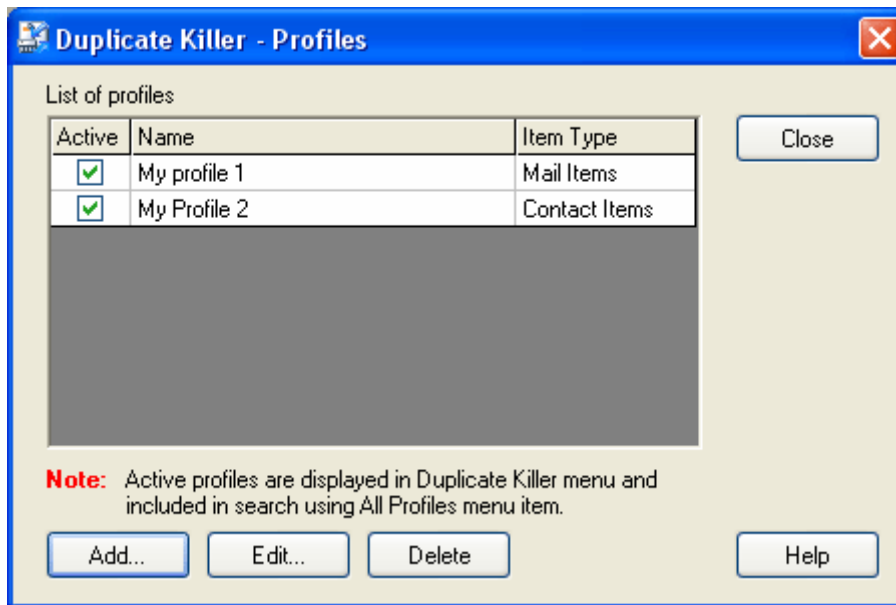 Duplicate Killer - Profiles
List of profiles
Active Name Item Type
My profile 1 Mail Items
My Profile 2 Contact Items
Close
Note: Active profiles are displayed in Duplicate Killer menu and
included in search using All Profiles menu item.
Add... Edit... Delete Help